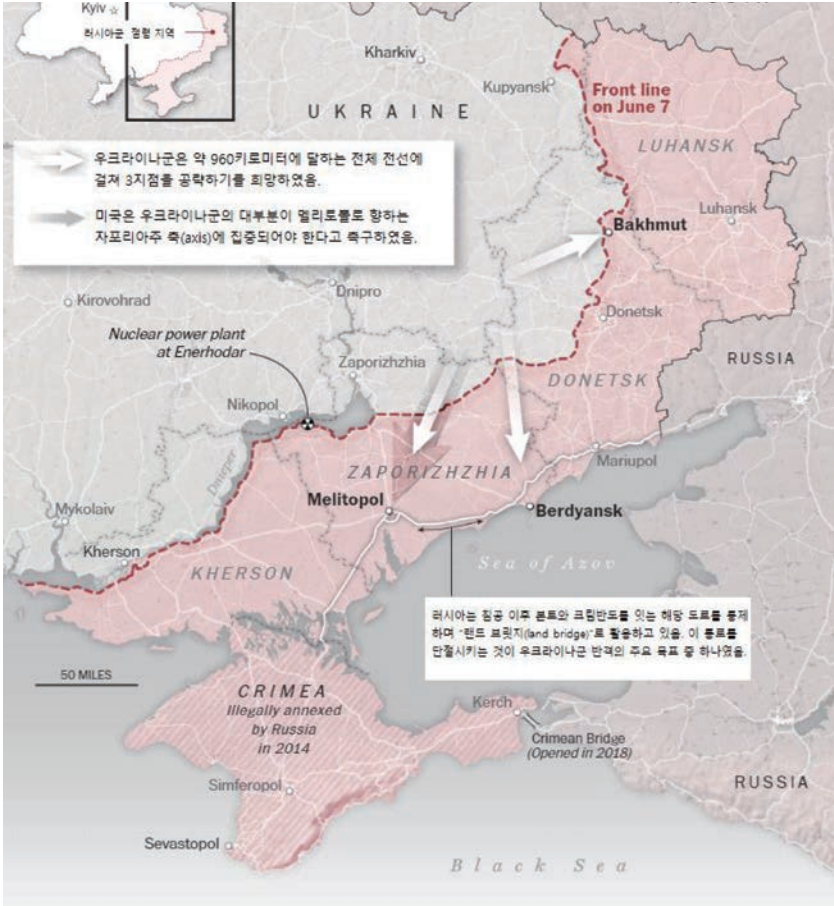 RUSSIA
Kyiv
러시아군 점령 지역
Kharkiv
Kupyansk
Front line
on June 7
UKRAINE
LUHANSK
우크라이나군은 약 960키로미터에 달하는 전체 전선에
걸쳐 3지점을 공략하기를 희망하였음.
미국은 우크라이나군의 대부분이 멜리토폴로 향하는
자포리아주 축(axis)에 집중되어야 한다고 촉구하였음.
Luhansk
Bakhmut
Dnipro
Kirovohrad
Donetsk
Nuclear power plant
at Enerhodar
Zaporizhzhia
RUSSIA
DONETSK
Nikopol
Dnieper
ZAPORIZHZHIA
Mariupol
Melitopol
Berdyansk
Mykolaiv
Kherson
Sea of Azov
KHERSON
러시아는 침공 이후 본토와 크림반도를 잇는 해당 도로를 통제
하며 "랜드 브릿지(land bridge)"로 활용하고 있음. 이 통로를
단절시키는 것이 우크라이나군 반격의 주요 목표 중 하나였음.
50 MILES
CRIMEA
Illegally annexed
by Russia
in 2014
Kerch
Crimean Bridge
(Opened in 2018)
Simferopol
RUSSIA
Sevastopol
Black Sea